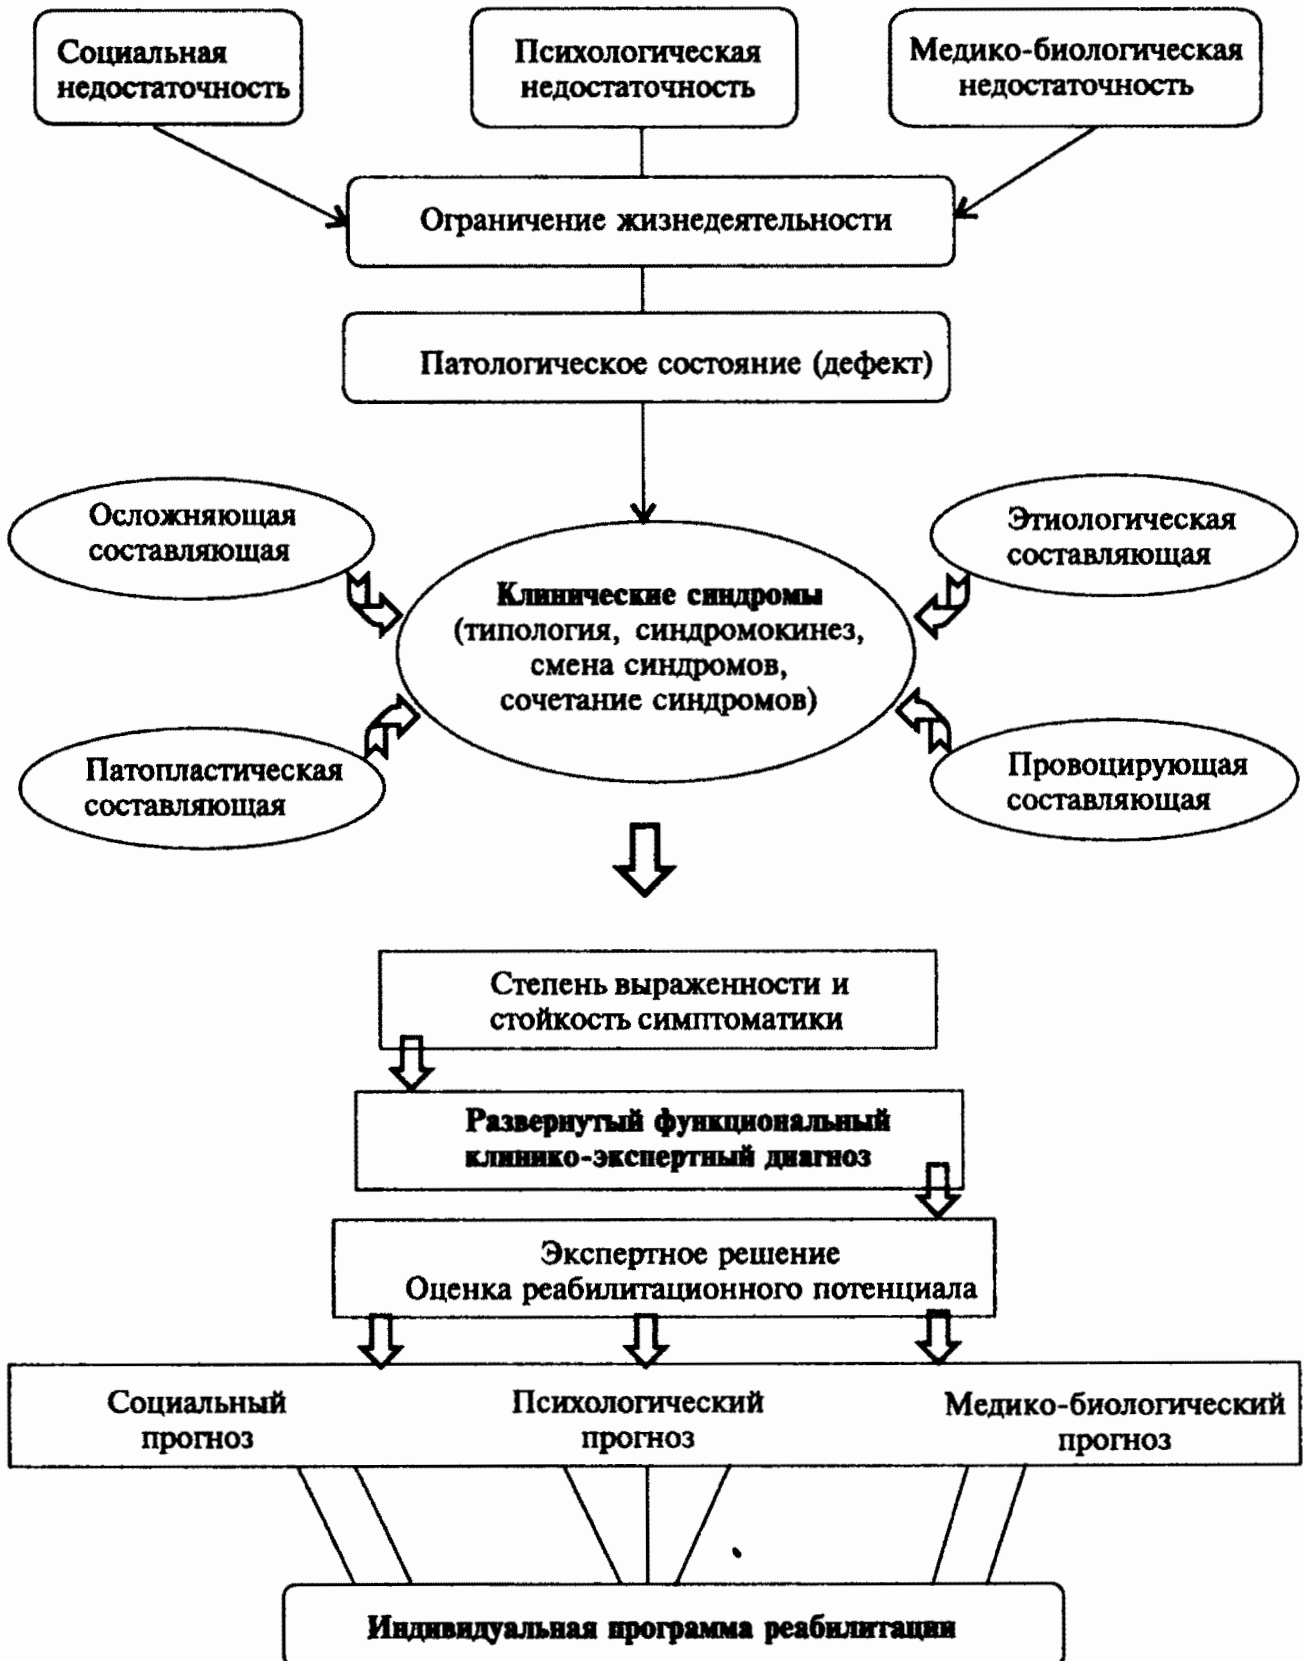 Социальная
недостаточность
Психологическая
недостаточность
Медико-биологическая
недостаточность
Ограничение жизнедеятельности
Патологическое состояние (дефект)
Осложняющая
составляющая
Этиологическая
составляющая
Клинические синдромы
(типология, синдромокинез,
смена синдромов,
сочетание синдромов)
Патопластическая
составляющая
Провоцирующая
составляющая
Степень выраженности и
стойкость симптоматики
Развернутый функциональный
клинико-экспертный диагноз
Экспертное решение
Оценка реабилитационного потенциала
Социальный
прогноз
Психологический
прогноз
Медико-биологический
прогноз
Индивидуальная программа реабилитации